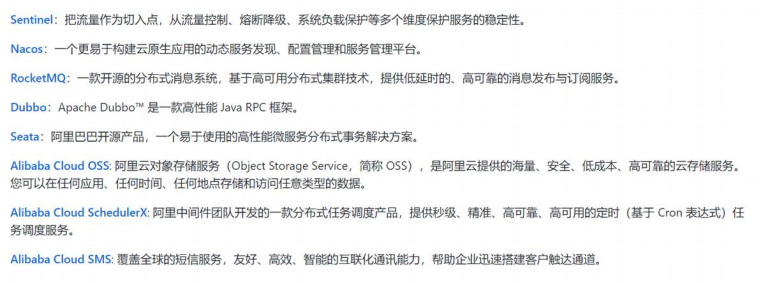 Sentinel：把流量作为切入点，从流量控制、熔断降级、系统负载保护等多个维度保护服务的稳定性。
Nacos：一个更易于构建云原生应用的动态服务发现、配置管理和服务管理平台。
RocketMQ：一款开源的分布式消息系统，基于高可用分布式集群技术，提供低延时的、高可靠的消息发布与订阅服务。
Dubbo：Apache Dubbo™ 是一款高性能 Java RPC 框架。
Seata：阿里巴巴开源产品，一个易于使用的高性能微服务分布式事务解决方案。
Alibaba Cloud OSS: 阿里云对象存储服务（Object Storage Service，简称 OSS），是阿里云提供的海量、安全、低成本、高可靠的云存储服务。
您可以在任何应用、任何时间、任何地点存储和访问任意类型的数据。
Alibaba Cloud SchedulerX: 阿里中间件团队开发的一款分布式任务调度产品，提供秒级、精准、高可靠、高可用的定时（基于 Cron 表达式）任
务调度服务。
Alibaba Cloud SMS: 覆盖全球的短信服务，友好、高效、智能的互联化通讯能力，帮助企业迅速搭建客户触达通道。